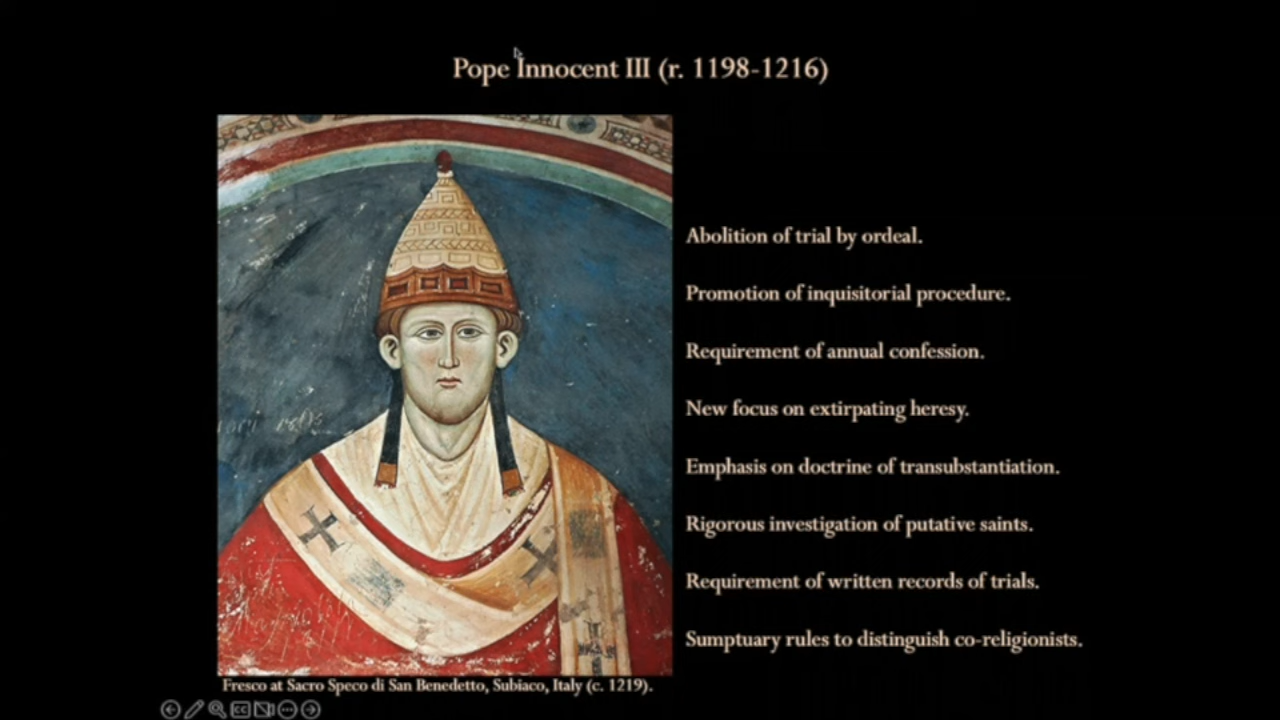 Pope Innocent III (r. 1198-1216)
Abolition of trial by ordeal.
Promotion of inquisitorial procedure.
Requirement of annual confession.
New focus on extirpating heresy.
Emphasis on doctrine of transubstantiation.
Rigorous investigation of putative saints.
Requirement of written records of trials.
Sumptuary rules to distinguish co-religionists.
Fresco at Sacro Speco di San Benedetto, Subiaco, Italy (c. 1219).
CC